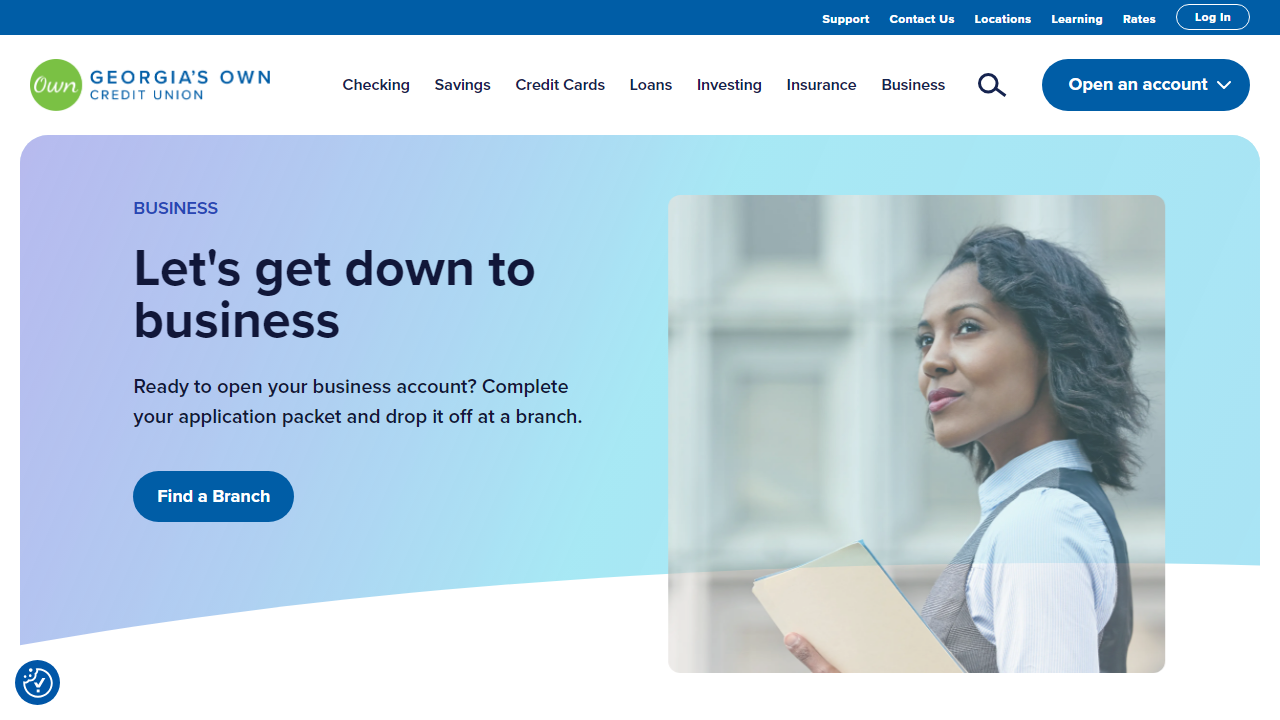 Support Contact Us Locations Learning Rates Log In
Own GEORGIA'S OWN
CREDIT UNION
Checking Savings Credit Cards Loans Investing Insurance Business
Open an account
BUSINESS
Let's get down to
business
Ready to open your business account? Complete
your application packet and drop it off at a branch.
Find a Branch